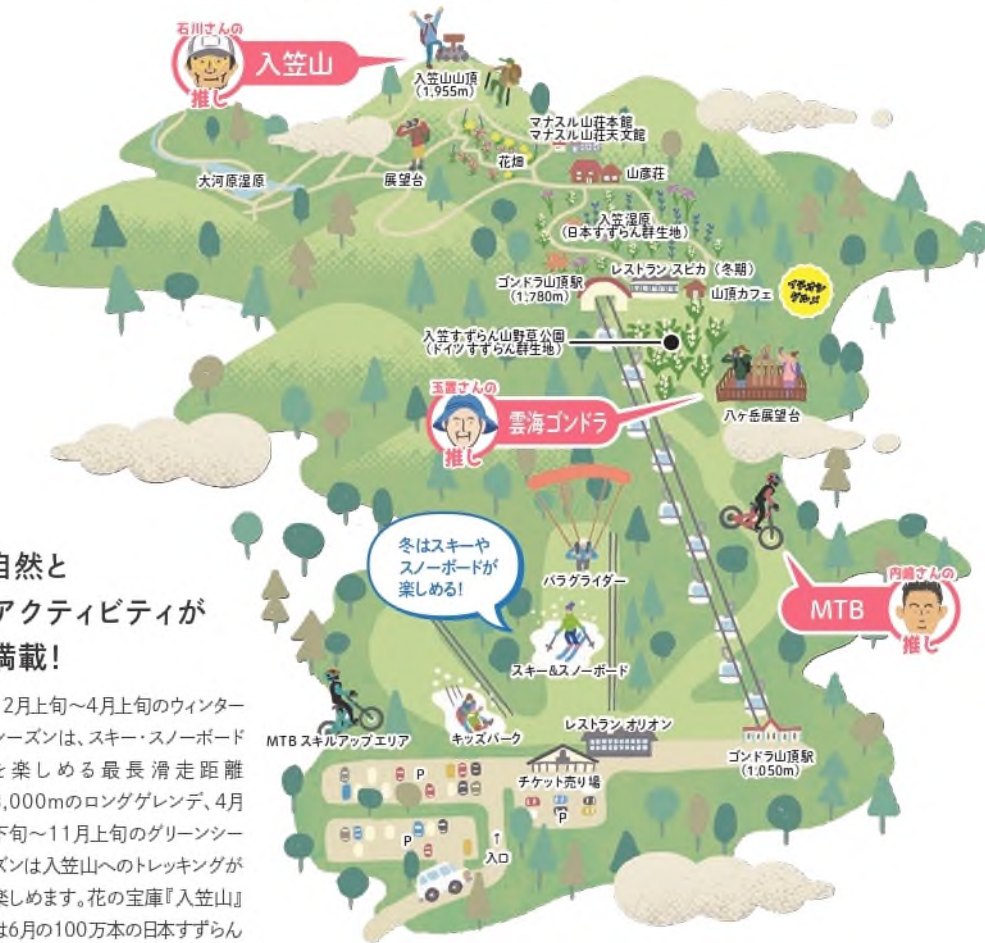 石川さんの
推し
入笠山
入笠山山頂
(1,955m)
マナスル山荘本館
マナスル山荘天文館
花畑
山彦荘
大河原湿原
展望台
入笠湿原
(日本すずらん群生地)
ゴンドラ山頂駅
(1,780m)
レストラン スピカ (冬期)
山頂カフェ
入笠すずらん山野草公園
(ドイツすずらん群生地)
玉置さんの
推し
雲海ゴンドラ
八ヶ岳展望台
冬はスキーや
スノーボードが
楽しめる!
パラグライダー
内嶋さんの
推し
MTB
スキー&スノーボード
MTB スキルアップエリア
キッズパーク
レストラン オリオン
チケット売り場
ゴンドラ山頂駅
(1,050m)
P
P
P
↑
入口
自然と
アクティビティが
満載!
2月上旬〜4月上旬のウィンター
シーズンは、スキー・スノーボード
を楽しめる最長滑走距離
3,000mのロングゲレンデ、4月
下旬〜11月上旬のグリーンシー
ズンは入笠山へのトレッキングが
楽しめます。花の宝庫『入笠山』
は6月の100万本の日本すずらん